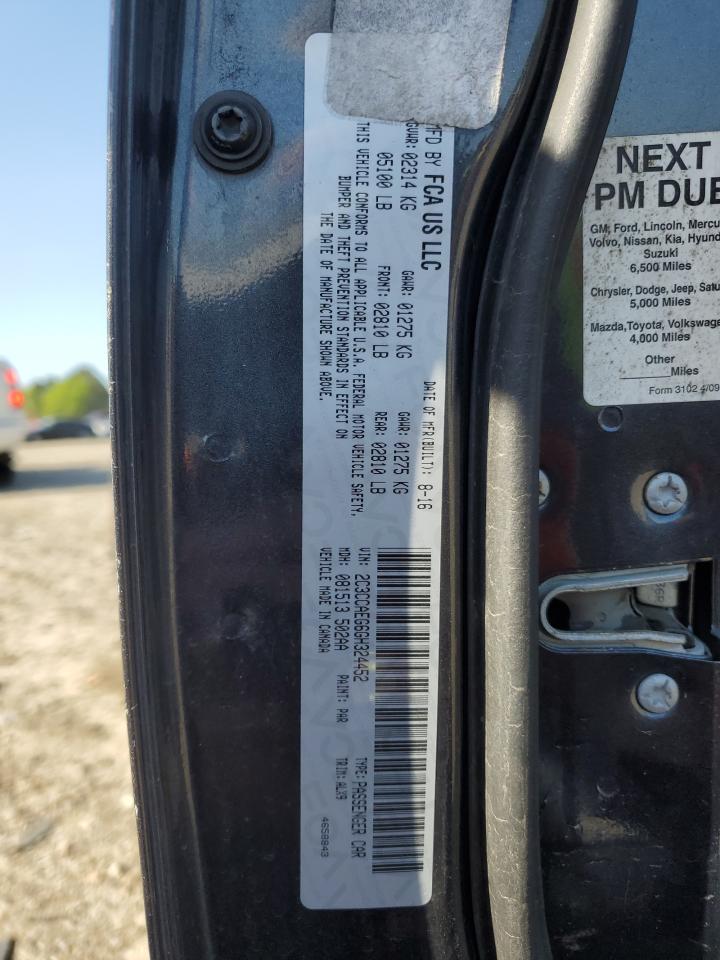 MFD BY FCA US LLC
DATE OF MFR(BUILT): 8-16
GVWR: 02314 KG
GAWR: 01275 KG
GAWR: 01275 KG
05100 LB
FRONT: 02810 LB
REAR: 02810 LB
THIS VEHICLE CONFORMS TO ALL APPLICABLE U.S.A. FEDERAL MOTOR VEHICLE SAFETY,
BUMPER AND THEFT PREVENTION STANDARDS IN EFFECT ON
THE DATE OF MANUFACTURE SHOWN ABOVE.
VIN: 2C3CCAEG6GH324452
TYPE: PASSENGER CAR
MDH: 081513 502AA
PAINT: PAR
TRIM: ALX9
VEHICLE MADE IN CANADA
4658843
NEXT
PM DUE
GM, Ford, Lincoln, Mercu
Volvo, Nissan, Kia, Hyund
Suzuki
6,500 Miles
Chrysler, Dodge, Jeep, Satu
5,000 Miles
Mazda,Toyota, Volkswage
4,000 Miles
Other
Miles
Form 3102 4/09